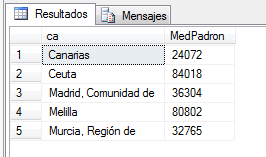 Resultados Mensajes
ca MedPadron
1 Canarias 24072
2 Ceuta 84018
3 Madrid, Comunidad de 36304
4 Melilla 80802
5 Murcia, Región de 32765